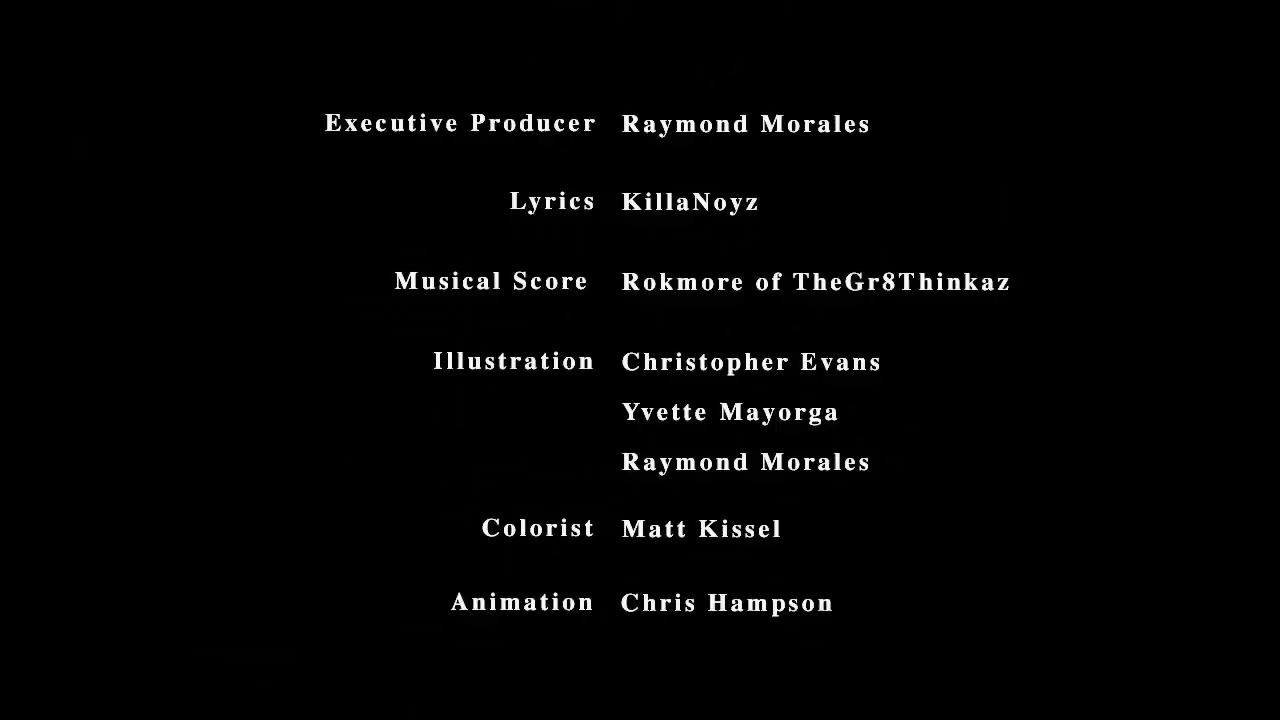 Executive Producer Raymond Morales
Lyrics KillaNoyz
Musical Score Rokmore of TheGr8Thinkaz
Illustration Christopher Evans
Yvette Mayorga
Raymond Morales
Colorist Matt Kissel
Animation Chris Hampson